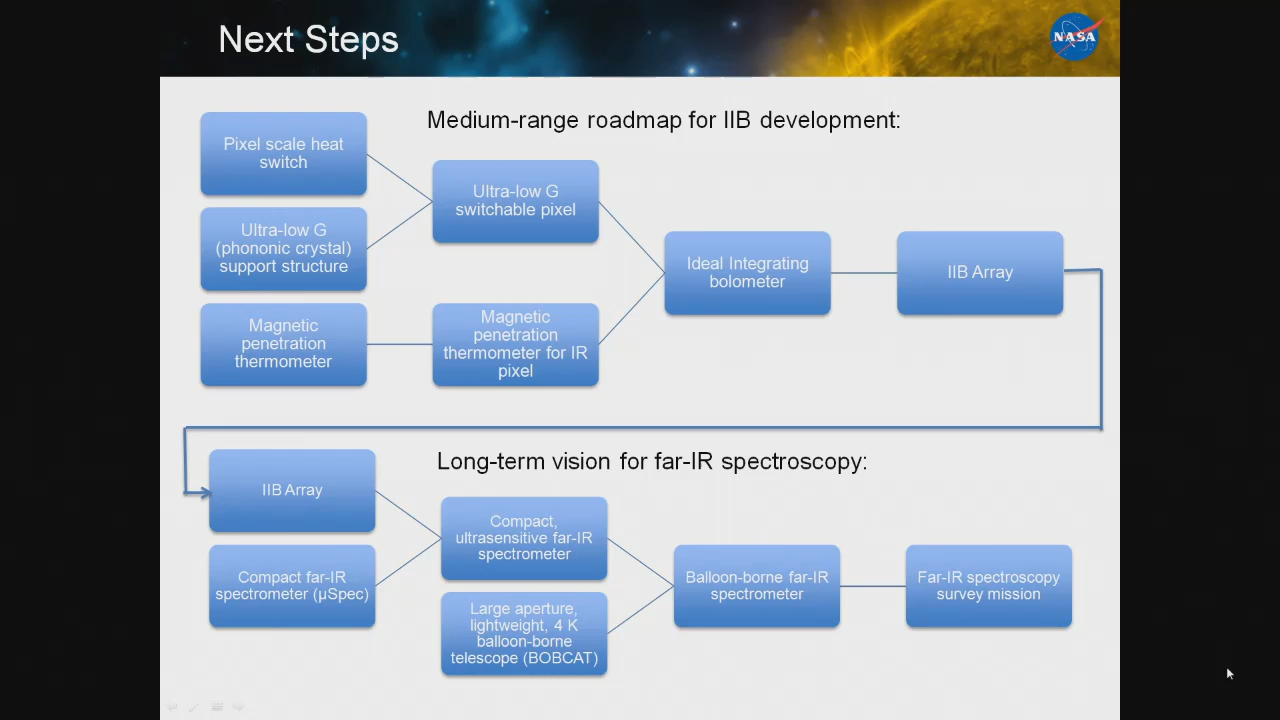 Next Steps
NASA
Medium-range roadmap for IIB development:
Pixel scale heat
switch
Ultra-low G
(phononic crystal)
support structure
Magnetic
penetration
thermometer
Ultra-low G
switchable pixel
Magnetic
penetration
thermometer for IR
pixel
Ideal Integrating
bolometer
IIB Array
Long-term vision for far-IR spectroscopy:
IIB Array
Compact far-IR
spectrometer (µSpec)
Compact,
ultrasensitive far-IR
spectrometer
Large aperture,
lightweight, 4 K
balloon-borne
telescope (BOBCAT)
Balloon-borne far-IR
spectrometer
Far-IR spectroscopy
survey mission